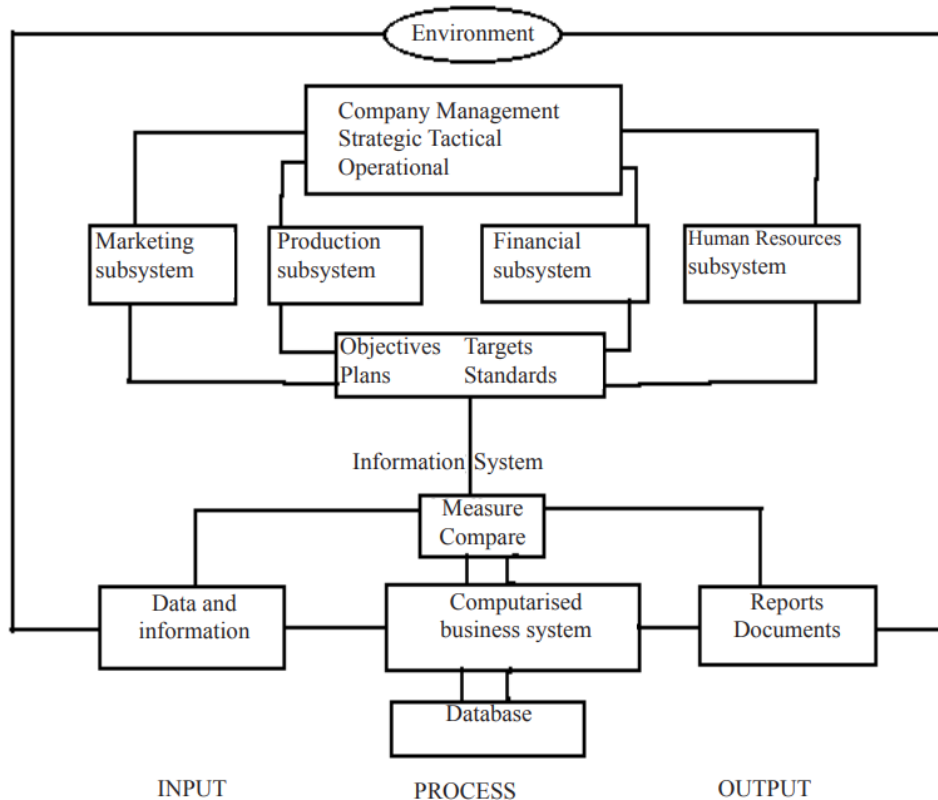 Environment
Company Management
Strategic Tactical
Operational
Marketing
subsystem
Production
subsystem
Financial
subsystem
Human Resources
subsystem
Objectives Targets
Plans Standards
Information System
Measure
Compare
Data and
information
Computarised
business system
Reports
Documents
Database
INPUT PROCESS OUTPUT